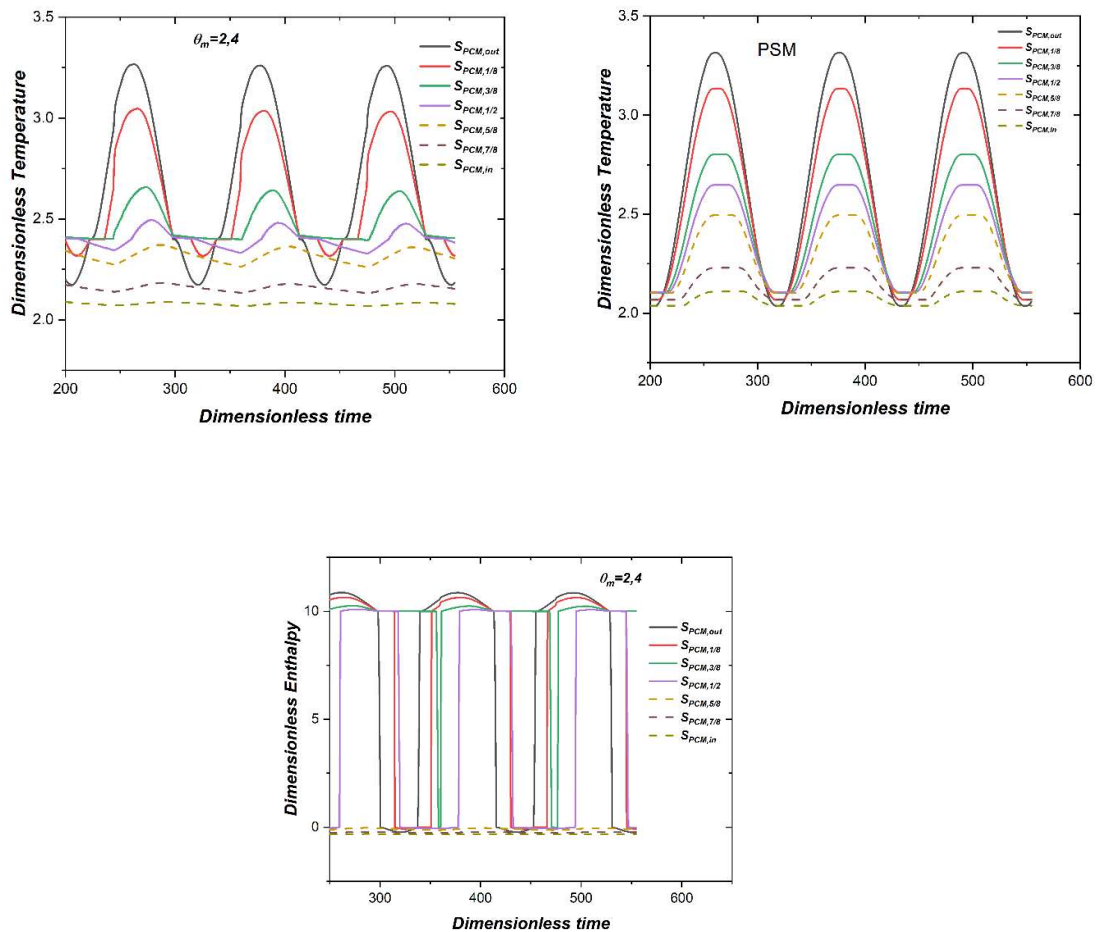 3.5
3.0
2.5
2.0
200
300
400
500
600
Dimensionless Temperature
Dimensionless time
θm=2,4
SPCM,out
SPCM,1/8
SPCM,3/8
SPCM,1/2
SPCM,5/8
SPCM,7/8
SPCM,in
3.5
3.0
2.5
2.0
200
300
400
500
600
Dimensionless Temperature
Dimensionless time
PSM
SPCM,out
SPCM,1/8
SPCM,3/8
SPCM,1/2
SPCM,5/8
SPCM,7/8
SPCM,in
10
5
0
300
400
500
600
Dimensionless Enthalpy
Dimensionless time
θm=2,4
SPCM,out
SPCM,1/8
SPCM,3/8
SPCM,1/2
SPCM,5/8
SPCM,7/8
SPCM,in